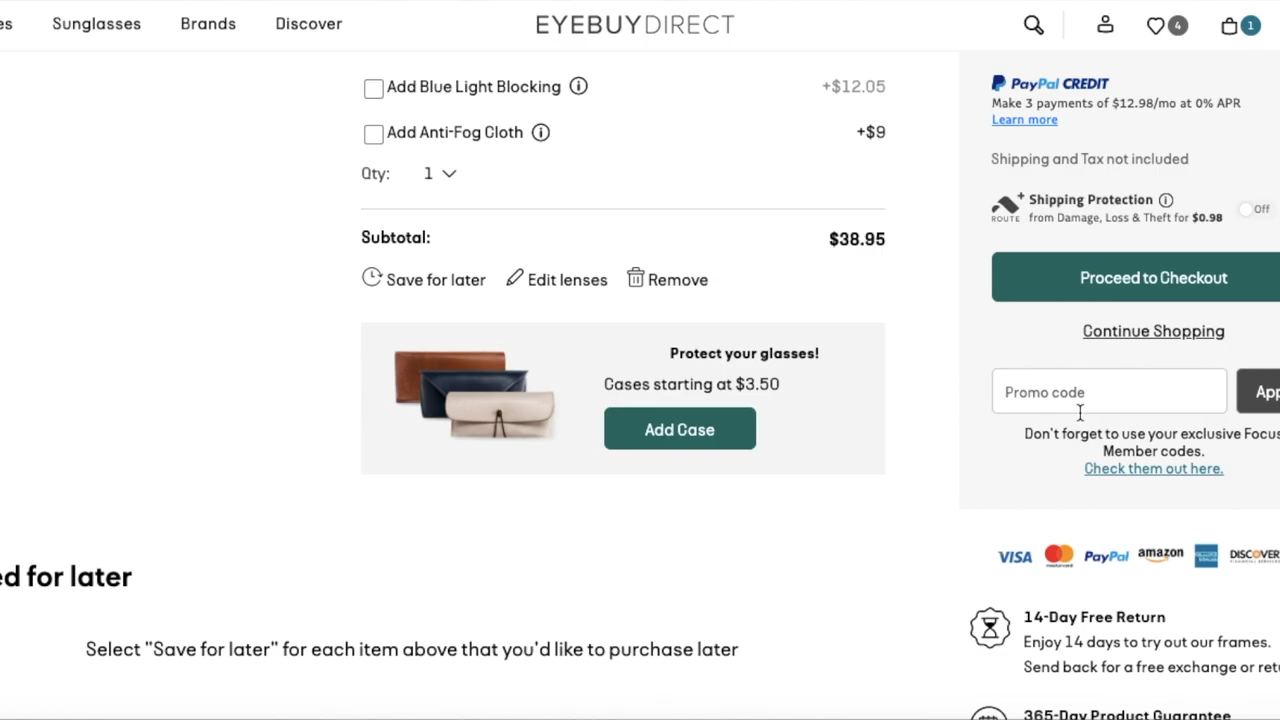 es Sunglasses Brands Discover EYEBUYDIRECT 4 1
Add Blue Light Blocking +$12.05
Add Anti-Fog Cloth +$9
Qty: 1
Subtotal: $38.95
Save for later Edit lenses Remove
Protect your glasses!
Cases starting at $3.50
Add Case
ed for later
Select "Save for later" for each item above that you'd like to purchase later
PayPal CREDIT
Make 3 payments of $12.98/mo at 0% APR
Learn more
Shipping and Tax not included
ROUTE
Shipping Protection
from Damage, Loss & Theft for $0.98
Off
Proceed to Checkout
Continue Shopping
Promo code App
Don't forget to use your exclusive Focus
Member codes.
Check them out here.
VISA PayPal amazon DISCOVER
14-Day Free Return
Enjoy 14 days to try out our frames.
Send back for a free exchange or retu
365-Day Product Guarantee